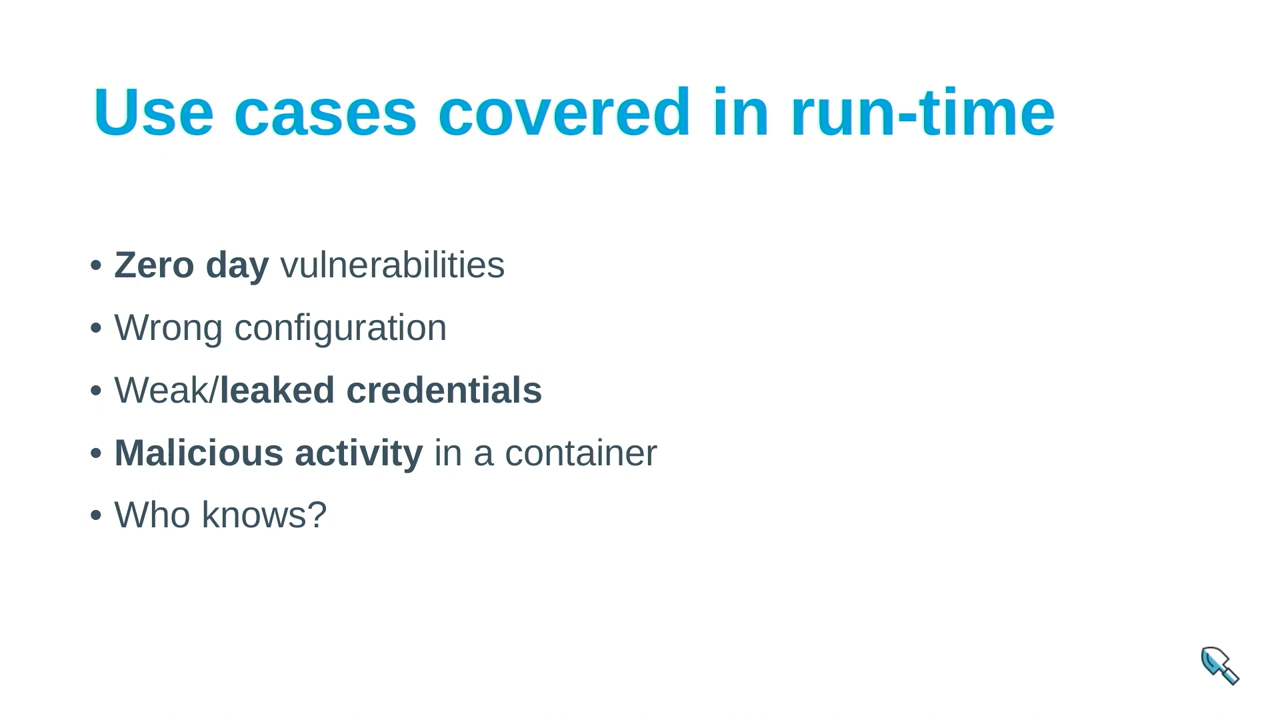 Use cases covered in run-time
• Zero day vulnerabilities
• Wrong configuration
• Weak/leaked credentials
• Malicious activity in a container
• Who knows?